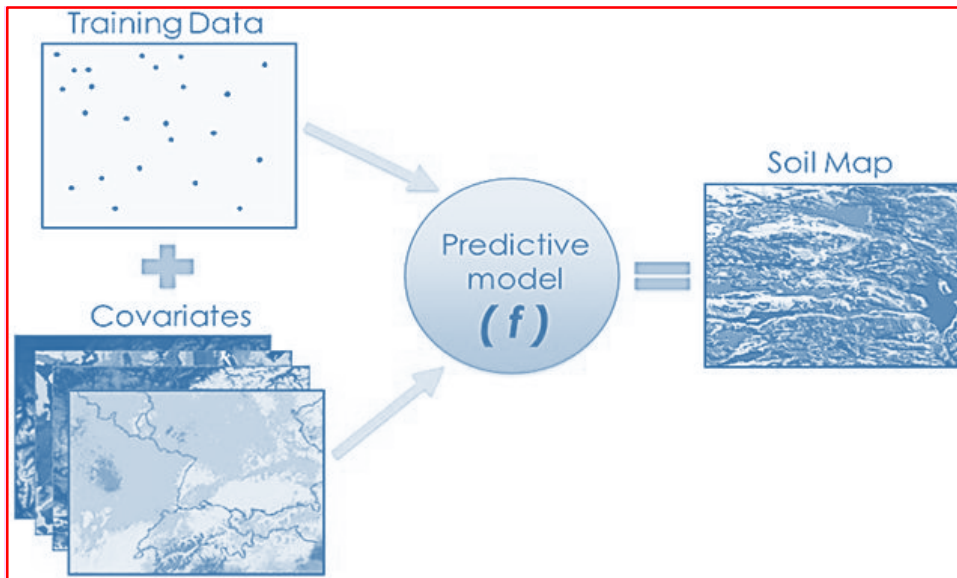 Training Data
Covariates
Predictive
model
( f )
Soil Map